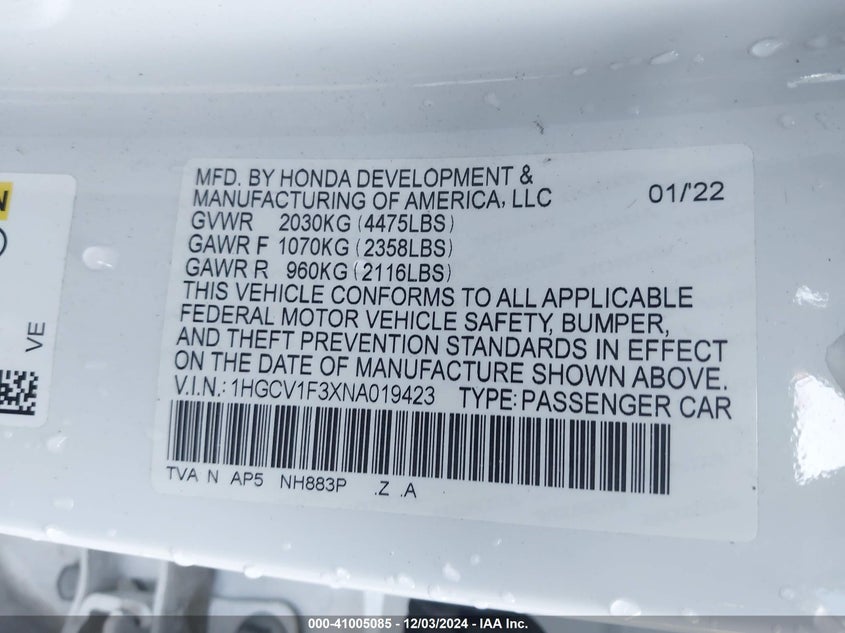 N
VE
MFD. BY HONDA DEVELOPMENT &
MANUFACTURING OF AMERICA, LLC 01/'22
GVWR 2030KG (4475LBS)
GAWR F 1070KG (2358LBS)
GAWR R 960KG (2116LBS)
THIS VEHICLE CONFORMS TO ALL APPLICABLE
FEDERAL MOTOR VEHICLE SAFETY, BUMPER,
AND THEFT PREVENTION STANDARDS IN EFFECT
ON THE DATE OF MANUFACTURE SHOWN ABOVE.
V.I.N.: 1HGCV1F3XNA019423 TYPE: PASSENGER CAR
TVA N AP5 NH883P .Z .A
000-41005085 - 12/03/2024 - IAA Inc.